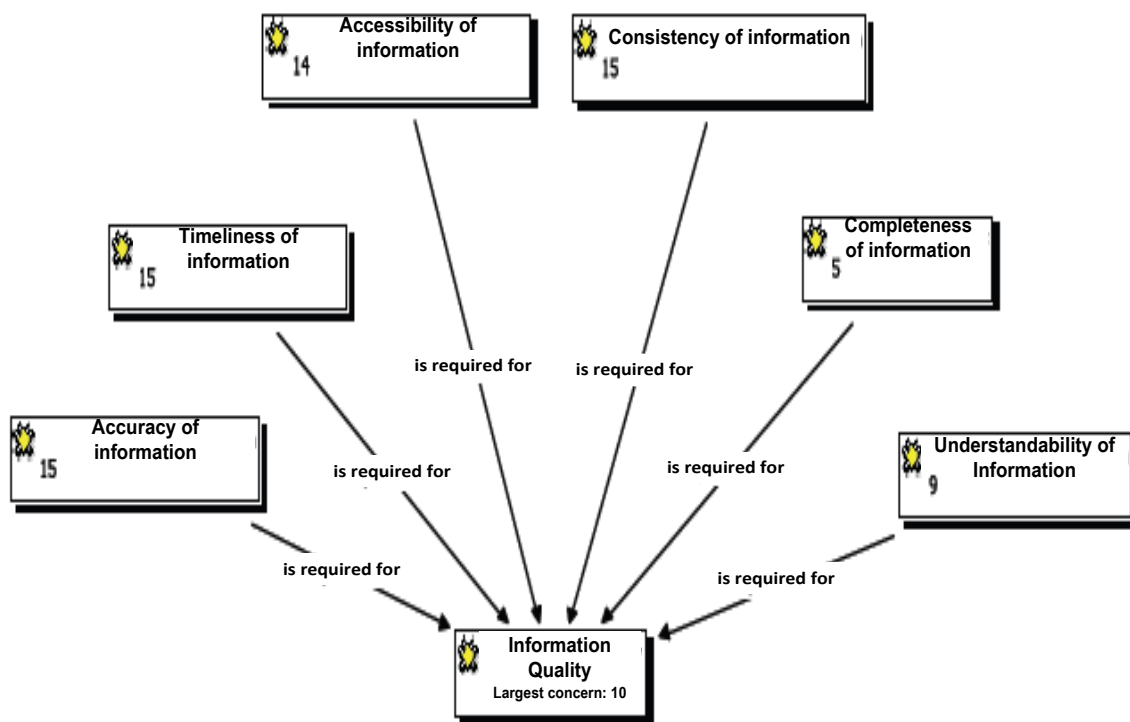 Accessibility of
information
14
Consistency of information
15
Timeliness of
information
15
Completeness
of information
5
is required for
is required for
Accuracy of
information
15
is required for
is required for
Understandability of
Information
9
is required for
is required for
Information
Quality
Largest concern: 10